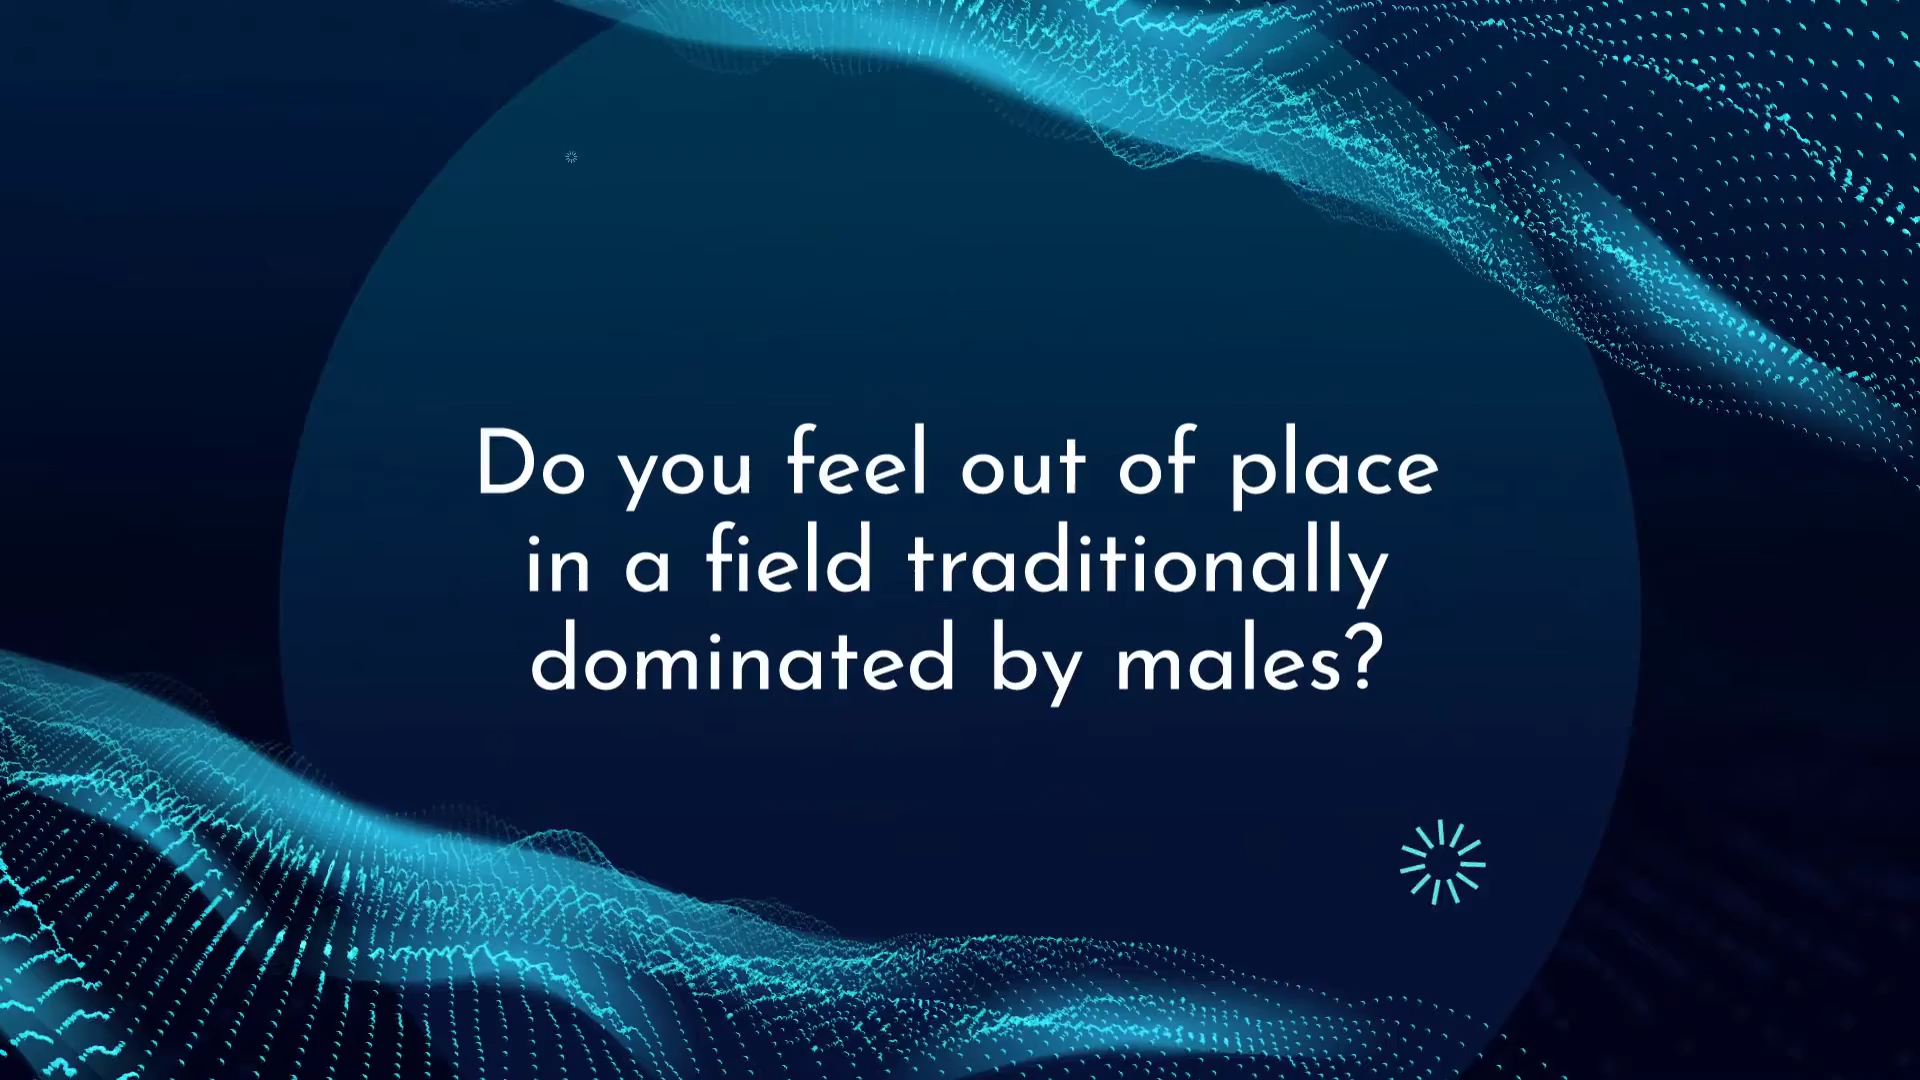 Do you feel out of place
in a field traditionally
dominated by males?